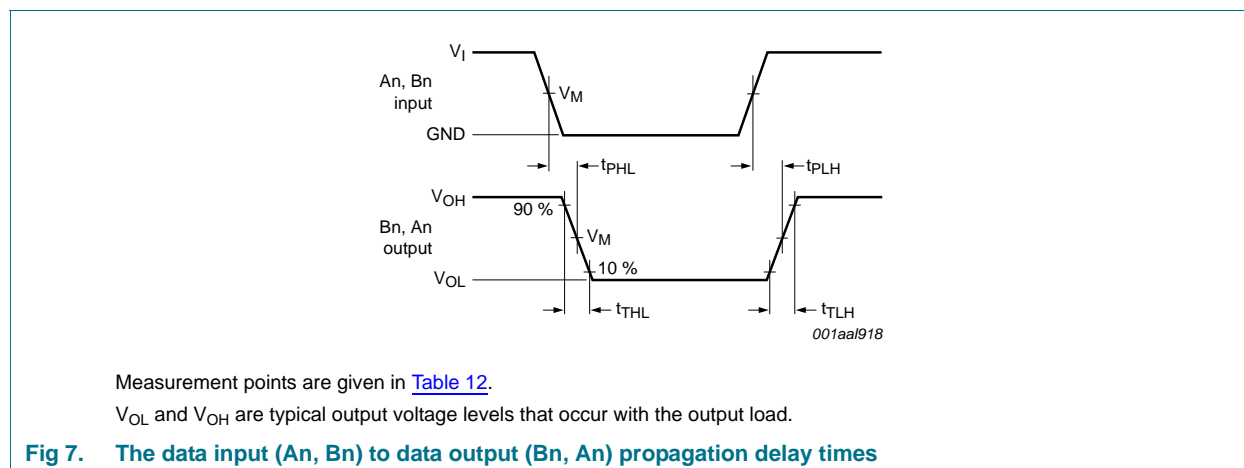 VI
An, Bn
input
VM
GND
tPHL
tPLH
VOH
90 %
Bn, An
output
VM
10 %
VOL
tTHL
tTLH
001aal918
Measurement points are given in Table 12.
VOL and VOH are typical output voltage levels that occur with the output load.
Fig 7. The data input (An, Bn) to data output (Bn, An) propagation delay times